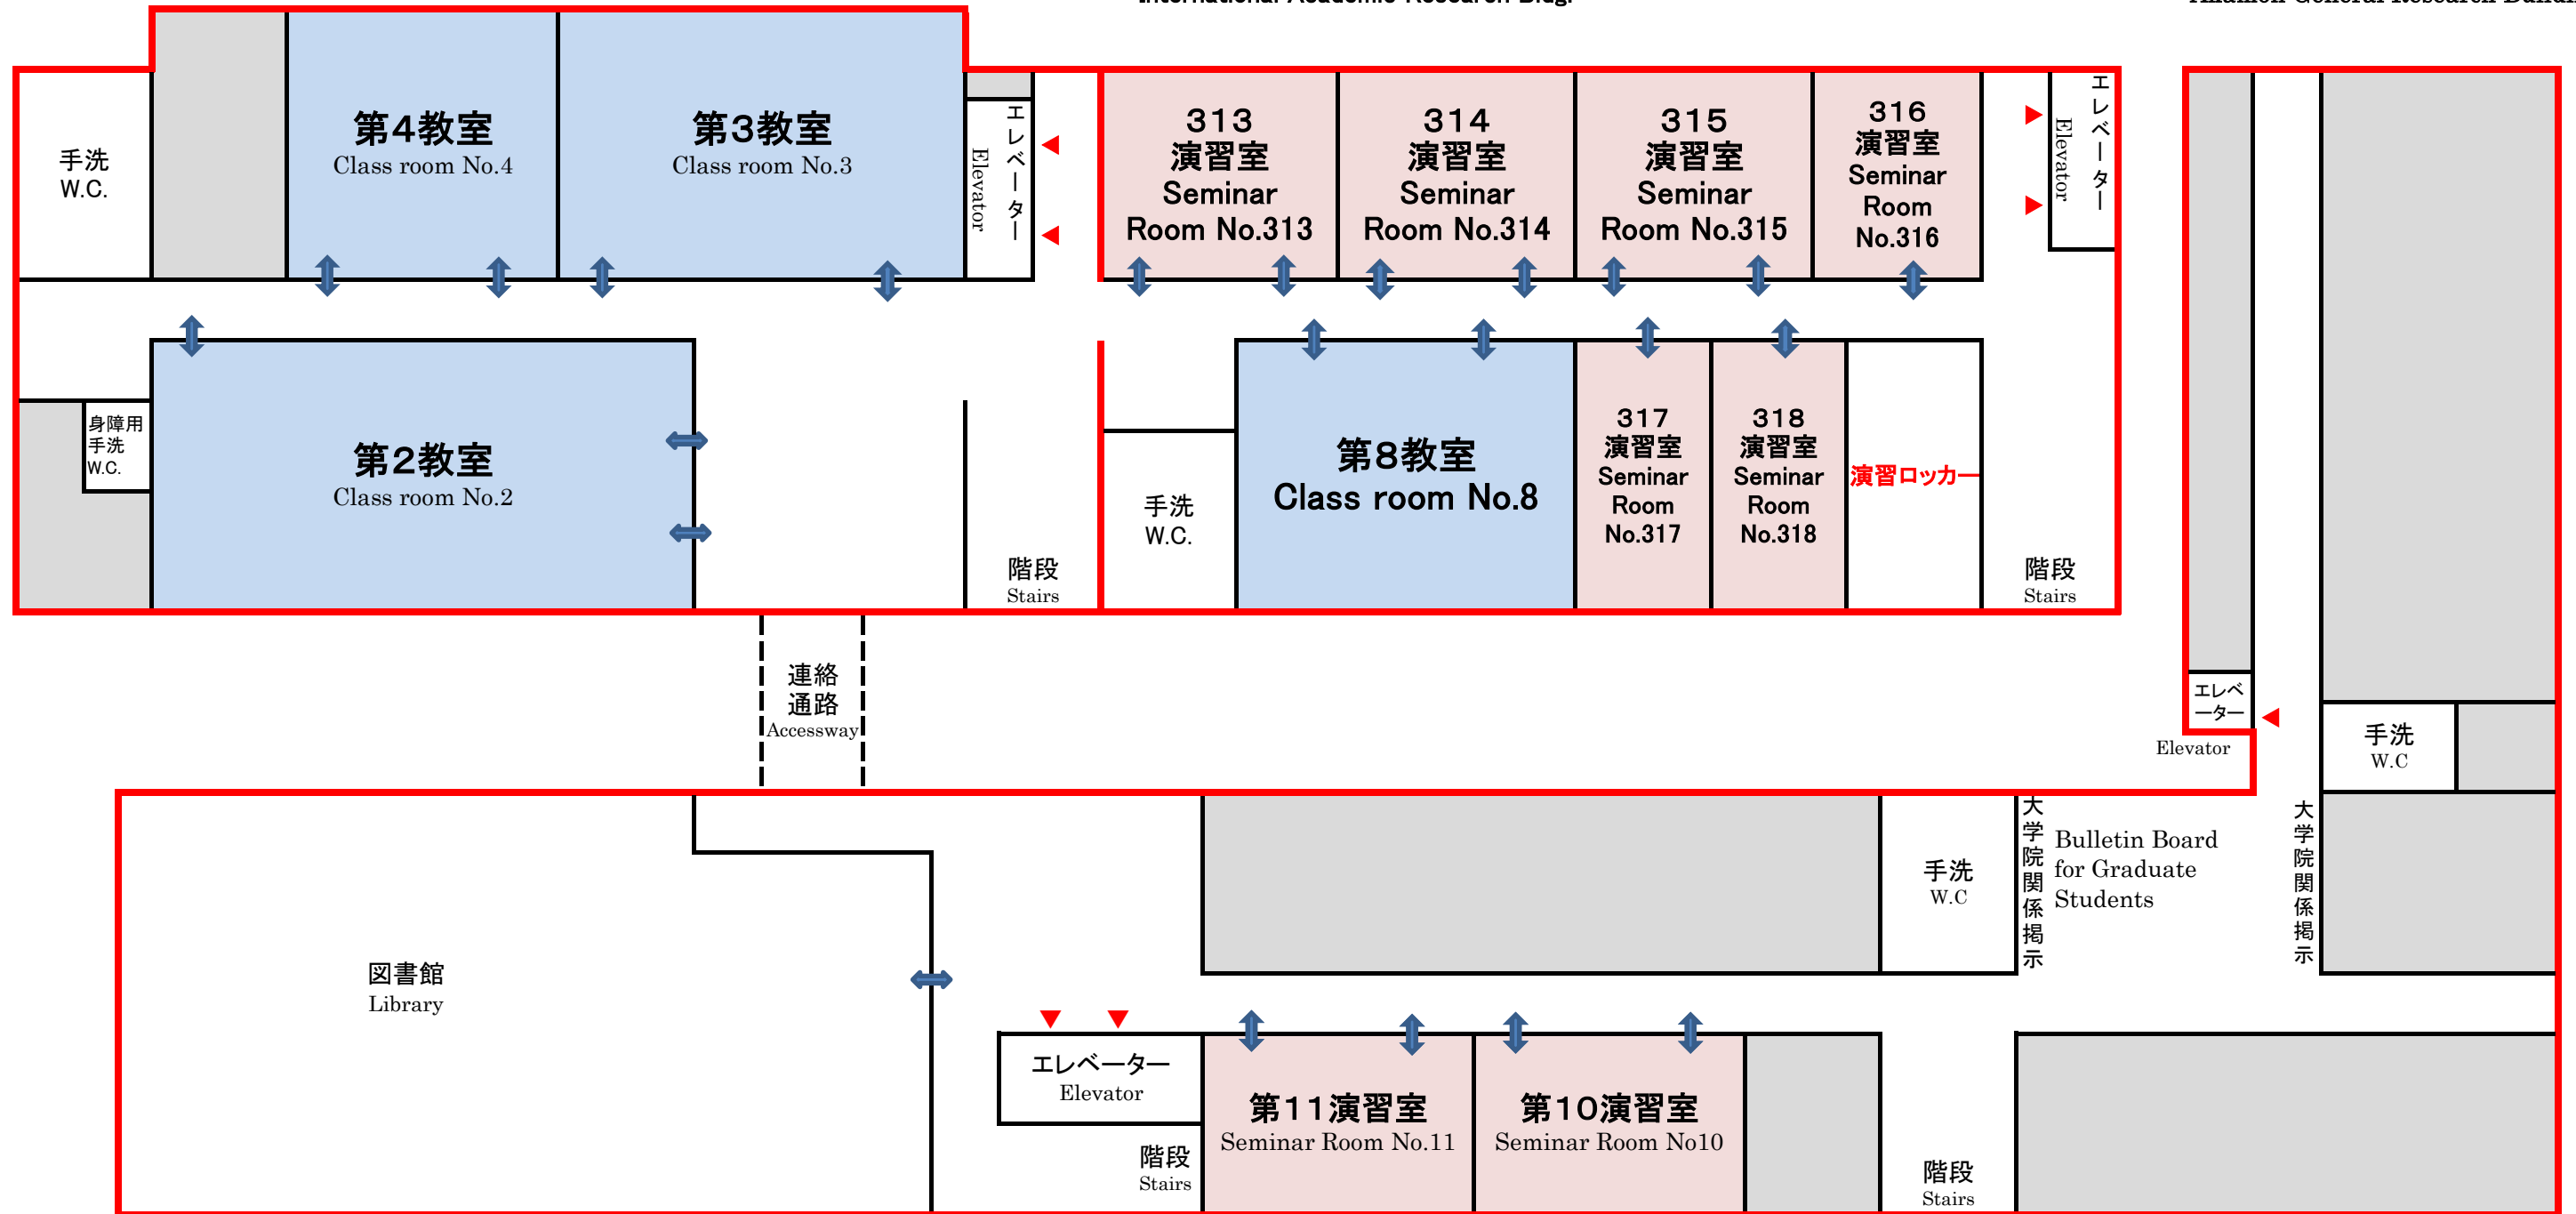 International Academic Research Bldg.
第4教室
Class room No.4
第3教室
Class room No.3
手洗
W.C.
エレベーター
Elevator
313
演習室
Seminar
Room No.313
314
演習室
Seminar
Room No.314
315
演習室
Seminar
Room No.315
316
演習室
Seminar
Room
No.316
エレベーター
Elevator
身障用
手洗
W.C.
第2教室
Class room No.2
階段
Stairs
手洗
W.C.
第8教室
Class room No.8
317
演習室
Seminar
Room
No.317
318
演習室
Seminar
Room
No.318
演習ロッカー
階段
Stairs
連絡
通路
Accessway
エレベ
ーター
Elevator
手洗
W.C
図書館
Library
手洗
W.C
大学院関係掲示
Bulletin Board
for Graduate
Students
大学院関係掲示
エレベーター
Elevator
階段
Stairs
第11演習室
Seminar Room No.11
第10演習室
Seminar Room No10
階段
Stairs